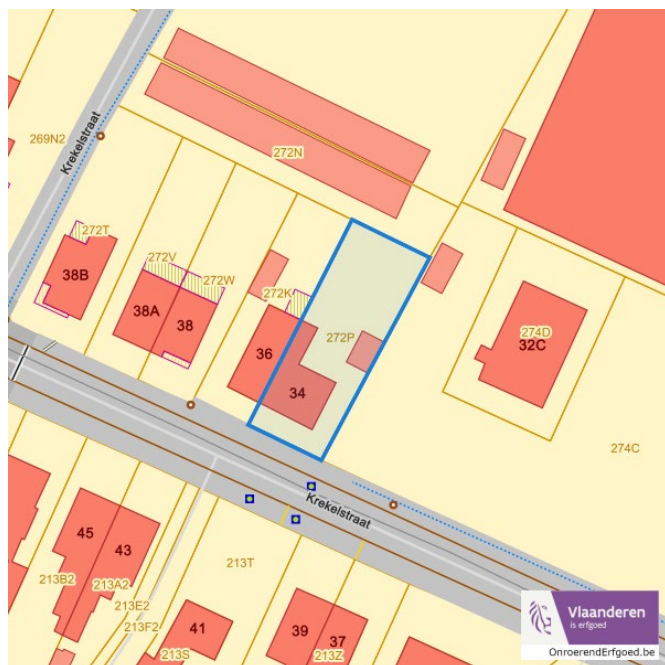 Krekelstraat
269N2
272N
272T
38B
272V
272W
38A
38
272K
36
272P
34
274D
32C
274C
Krekelstraat
45
43
213B2
213A2
213E2
213F2
213T
213S
41
39
37
213Z
Vlaanderen
is erfgoed
OnroerendErfgoed.be